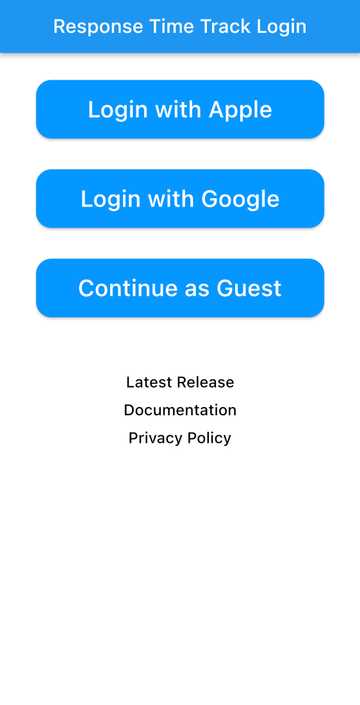 Response Time Track Login
Login with Apple
Login with Google
Continue as Guest
Latest Release
Documentation
Privacy Policy